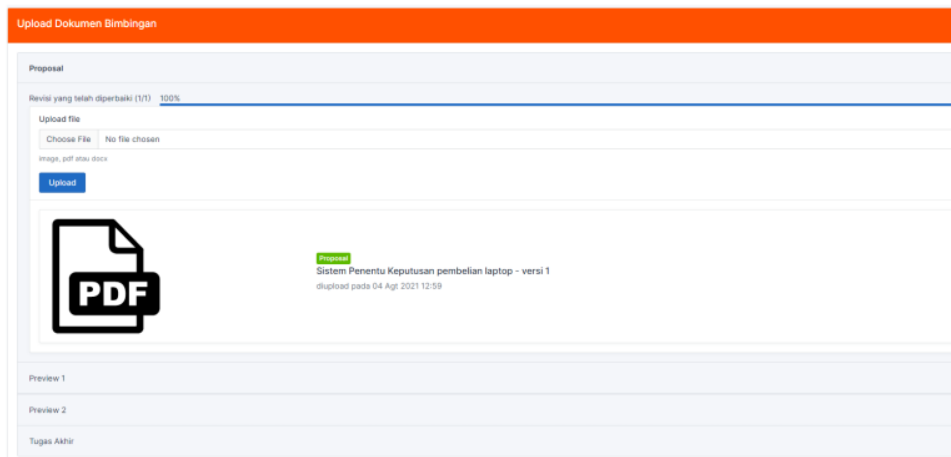 Upload Dokumen Bimbingan
Proposal
Revisi yang telah diperbaiki (1/1) 100%
Upload file
Choose File No file chosen
image, pdf atau docx
Upload
PDF
Proposal
Sistem Penentu Keputusan pembelian laptop - versi 1
diupload pada 04 Agt 2021 12:59
Preview 1
Preview 2
Tugas Akhir